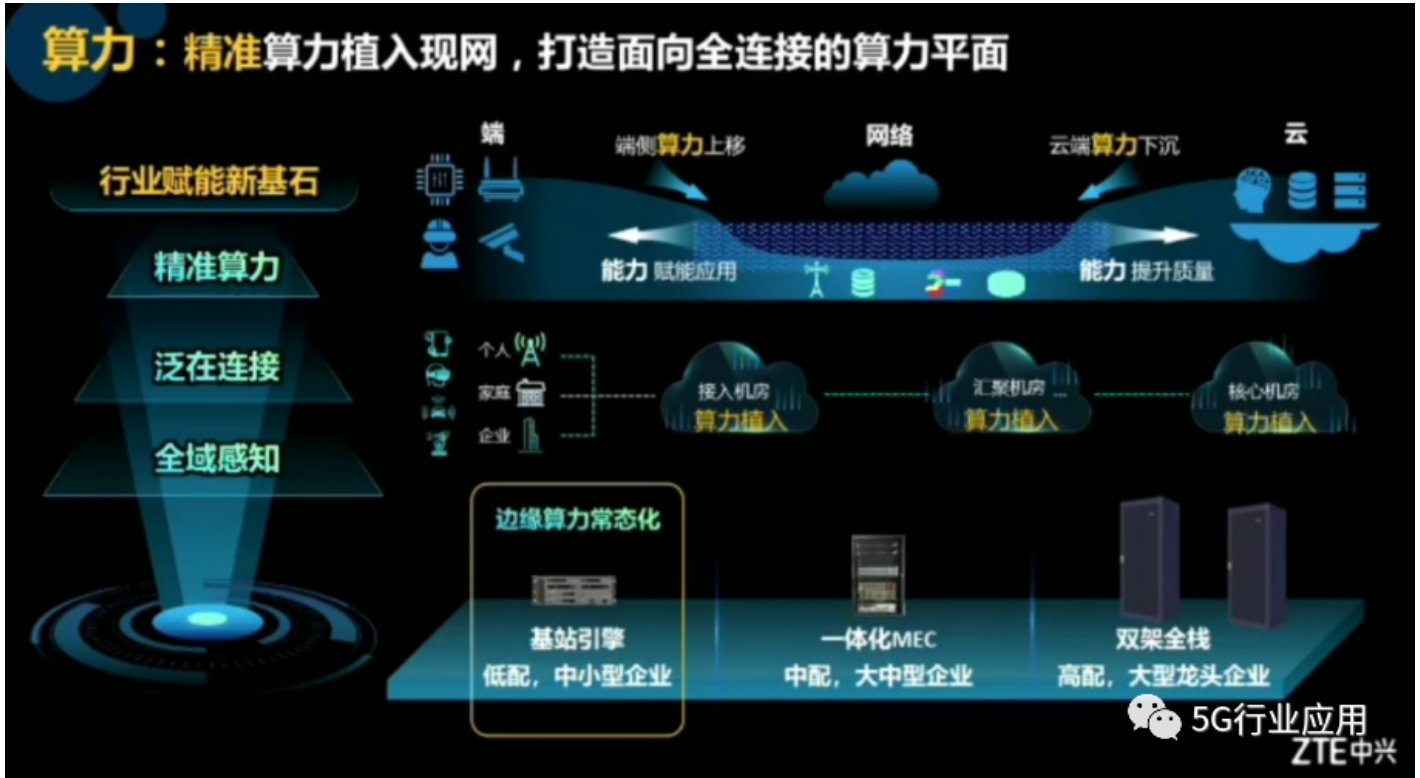 算力：精准算力植入现网，打造面向全连接的算力平面
行业赋能新基石
精准算力
泛在连接
全域感知
端
端侧算力上移
网络
云端算力下沉
云
能力 赋能应用
能力 提升质量
个人
家庭
企业
接入机房
算力植入
汇聚机房...
算力植入
核心机房
算力植入
边缘算力常态化
基站引擎
低配，中小型企业
一体化MEC
中配，大中型企业
双架全栈
高配，大型龙头企业
5G行业应用
ZTE中兴